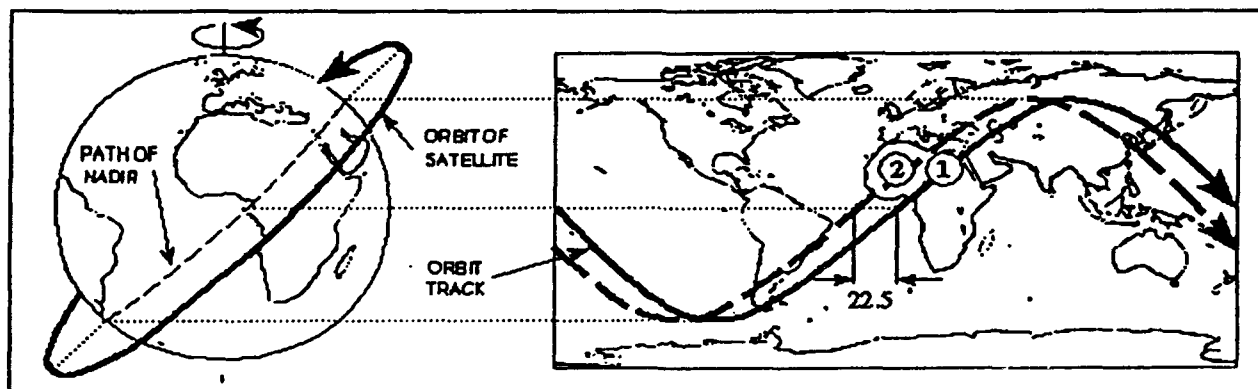 ORBIT OF
SATELLITE
PATH OF
NADIR
ORBIT
TRACK
2
1
22.5